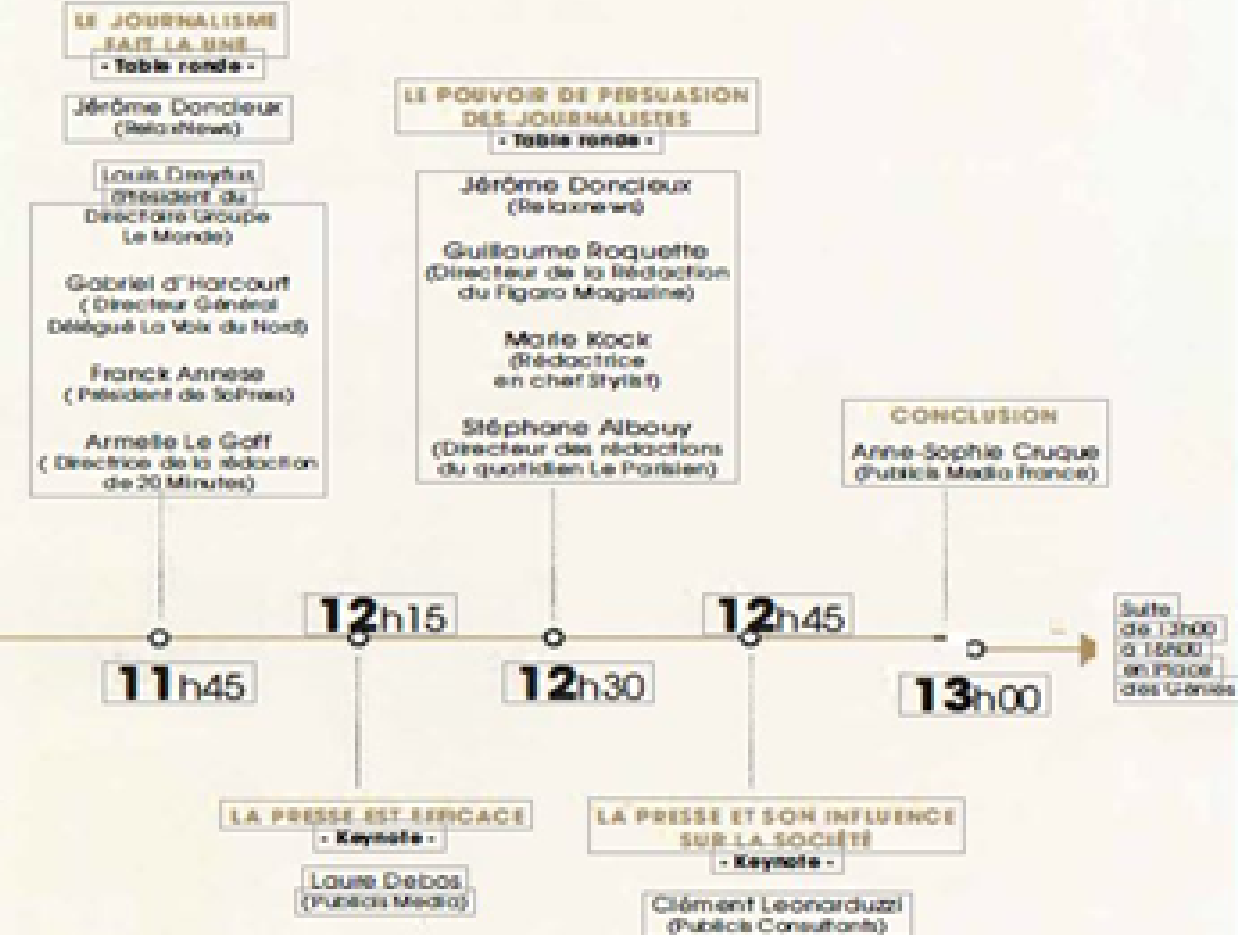 LE JOURNALISME
FAIT LA UNE
- Table ronde -
Jérôme Doncieux
(RelaxNews)
Louis Dreyfus
(Président du
Directoire Groupe
Le Monde)
Gabriel d'Harcourt
( Directeur Général
Délégué La Voix du Nord)
Franck Annese
( Président de SoPress)
Armelle Le Goff
( Directrice de la rédaction
de 20 Minutes)
11h45
12h15
LA PRESSE EST EFFICACE
- Keynote -
Laure Debos
(Publicis Media)
LE POUVOIR DE PERSUASION
DES JOURNALISTES
- Table ronde -
Jérôme Doncieux
(Relaxnews)
Guillaume Roquette
(Directeur de la Rédaction
du Figaro Magazine)
Marie Kock
(Rédactrice
en chef Stylist)
Stéphane Albouy
(Directeur des rédactions
du quotidien Le Parisien)
12h30
12h45
LA PRESSE ET SON INFLUENCE
SUR LA SOCIÉTÉ
- Keynote -
Clément Leonarduzzi
(Publicis Consultants)
CONCLUSION
Anne-Sophie Cruque
(Publicis Media France)
13h00
Suite
de 13h00
à 16h00
en Place
des Génies